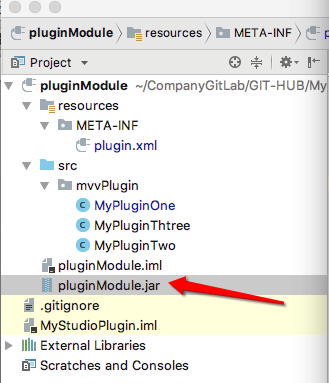 pluginModule resources META-INF p
Project
pluginModule ~/CompanyGitLab/GIT-HUB/My
resources
META-INF
plugin.xml
src
mvvPlugin
MyPluginOne
MyPluginThtree
MyPluginTwo
pluginModule.iml
pluginModule.jar
.gitignore
MyStudioPlugin.iml
External Libraries
Scratches and Consoles